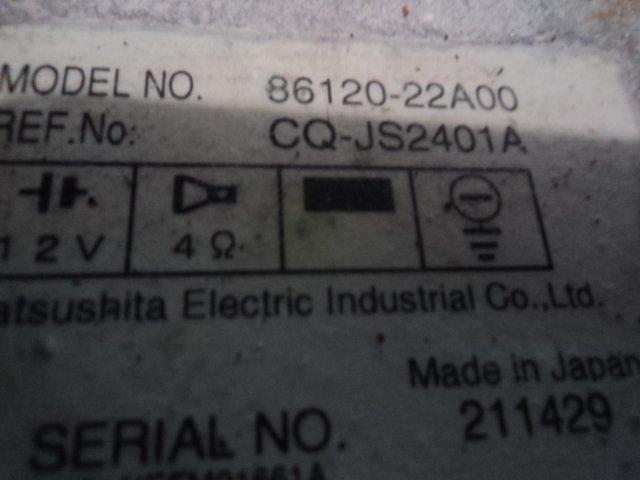 MODEL NO. 86120-22A00
REF.No: CQ-JS2401A
12V 4Ω
atsushita Electric Industrial Co.,Ltd.
Made in Japan
SERIAL NO. 211429